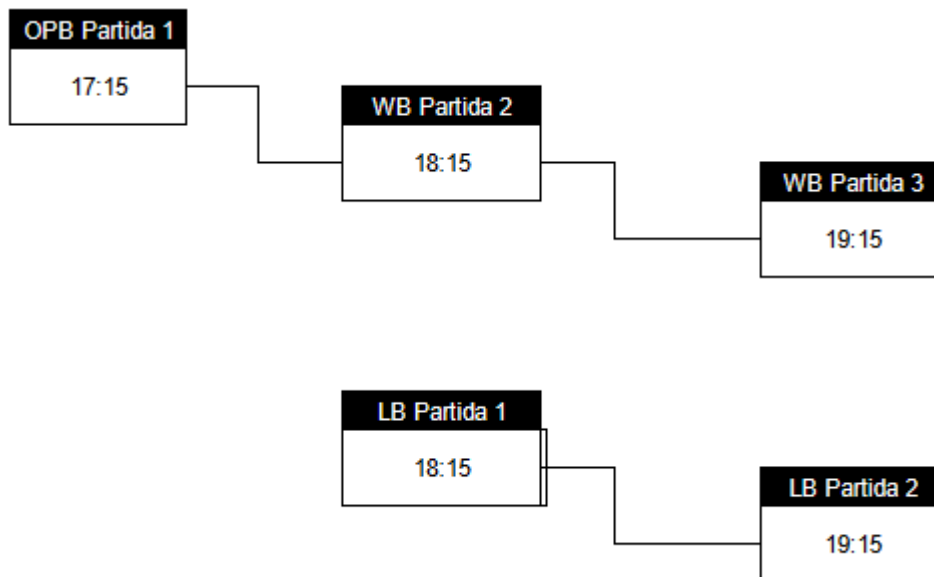 OPB Partida 1
17:15
WB Partida 2
18:15
WB Partida 3
19:15
LB Partida 1
18:15
LB Partida 2
19:15